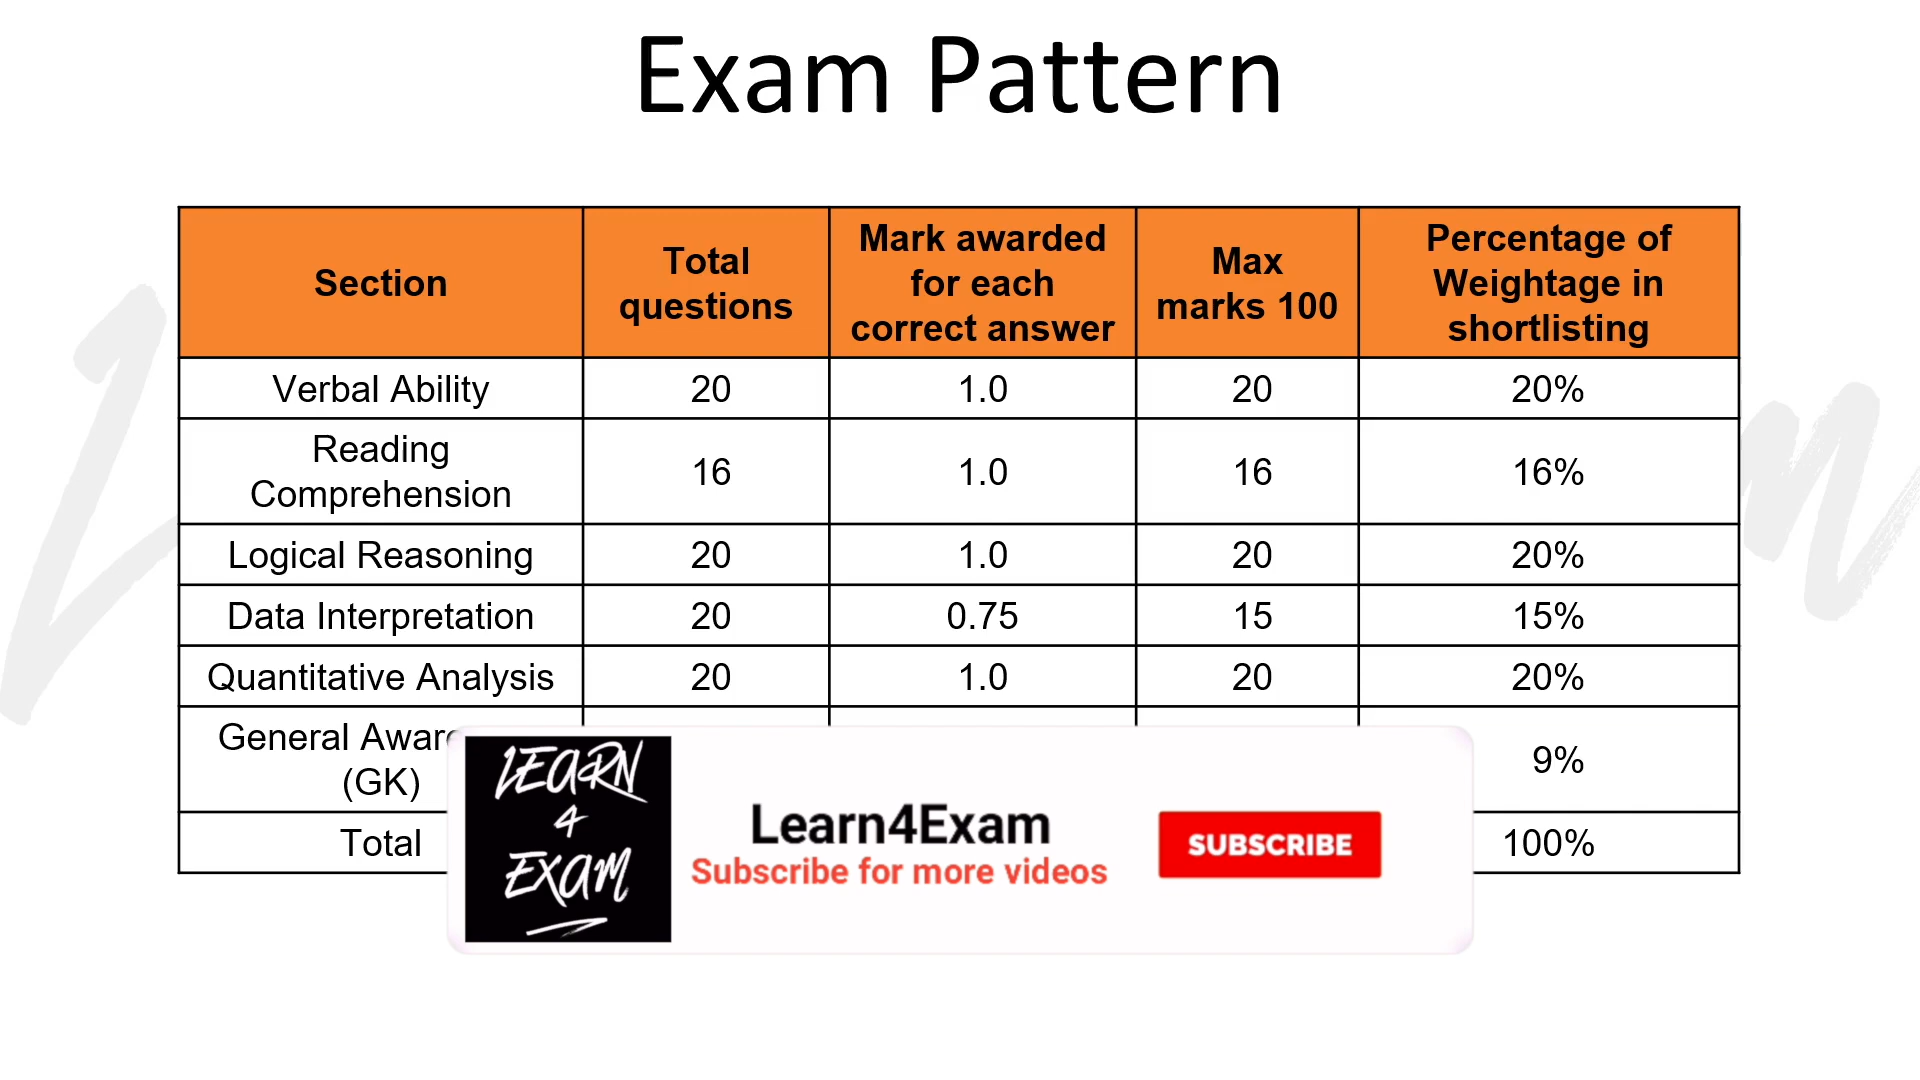 Exam Pattern
Section
Total
questions
Mark awarded
for each
correct answer
Max
marks 100
Percentage of
Weightage in
shortlisting
Verbal Ability 20 1.0 20 20%
Reading
Comprehension
16 1.0 16 16%
Logical Reasoning 20 1.0 20 20%
Data Interpretation 20 0.75 15 15%
Quantitative Analysis 20 1.0 20 20%
General
(GK)
9%
Total 100%
LEARN
4
EXAM
Learn4Exam
Subscribe for more videos
SUBSCRIBE